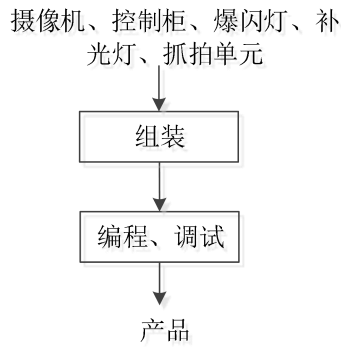 摄像机、控制柜、爆闪灯、补
光灯、抓拍单元
组装
编程、调试
产品